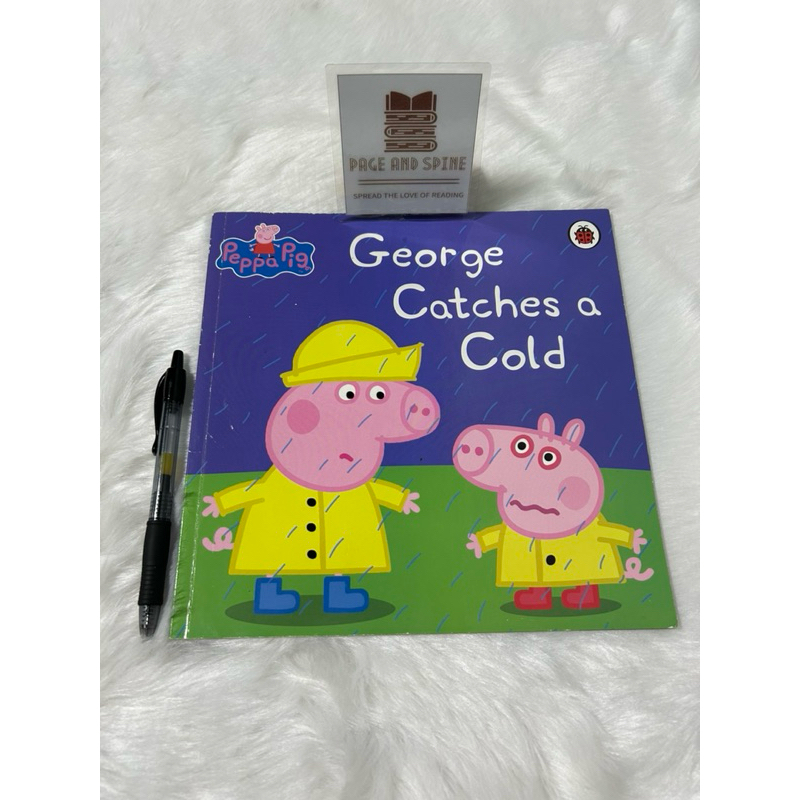 PAGE AND SPINE
SPREAD THE LOVE OF READING
Peppa Pig
George
Catches a
Cold